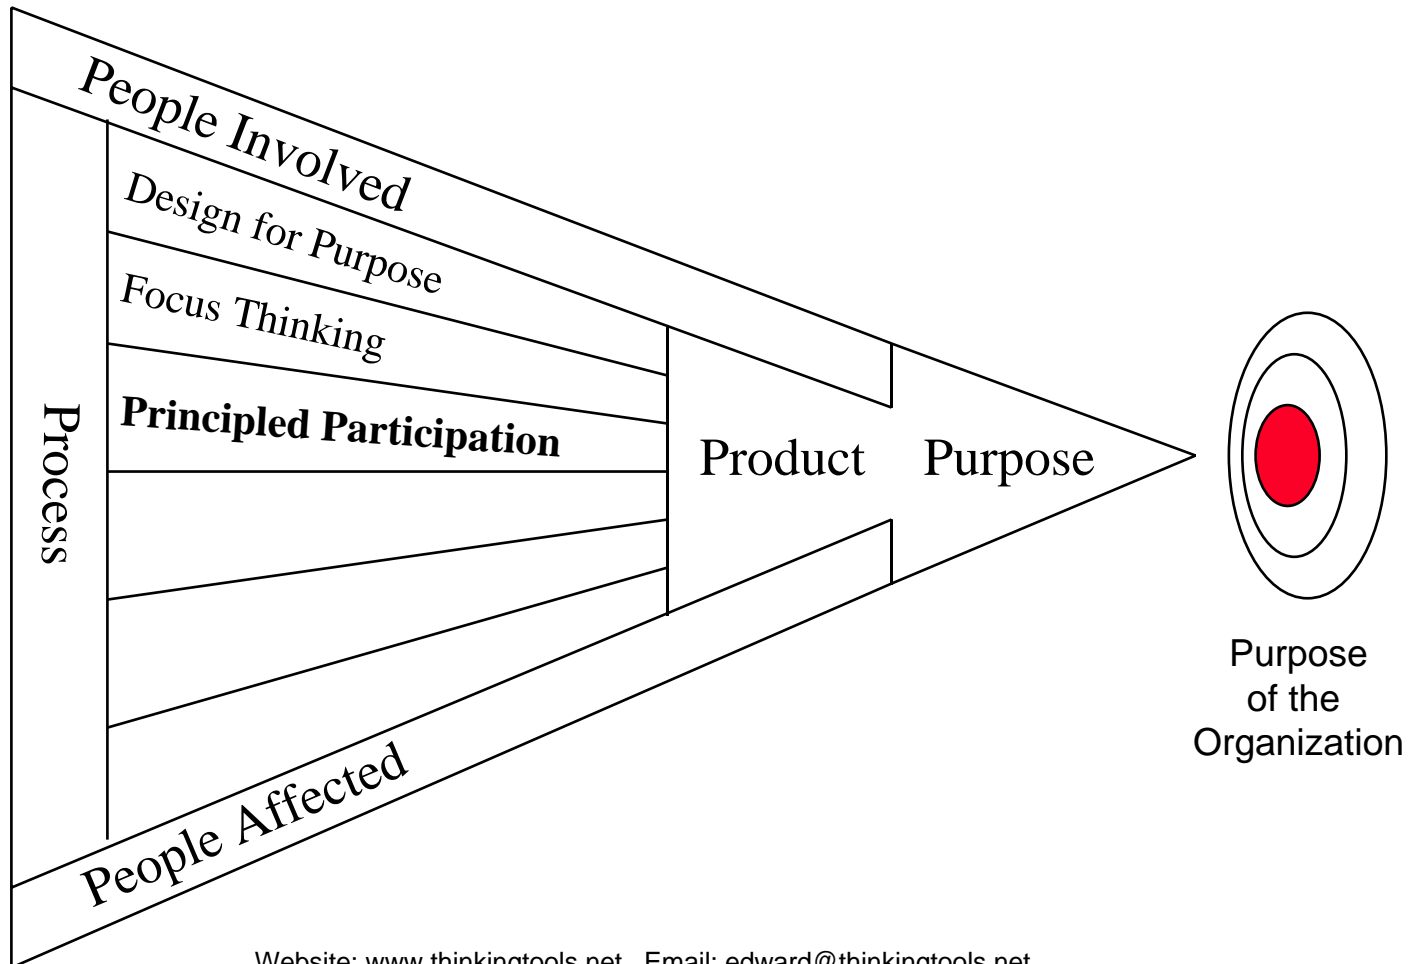 People Involved
Design for Purpose
Focus Thinking
Principled Participation
Process
Product
Purpose
People Affected
Purpose
of the
Organization
Website: www.thinkingtools.net Email: edward@thinkingtools.net